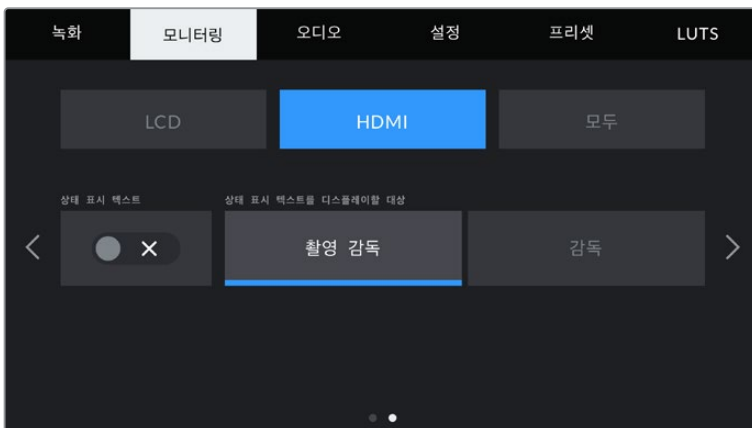 녹화 모니터링 오디오 설정 프리셋 LUTS
LCD HDMI 모두
상태 표시 텍스트 상태 표시 텍스트를 디스플레이할 대상
촬영 감독 감독